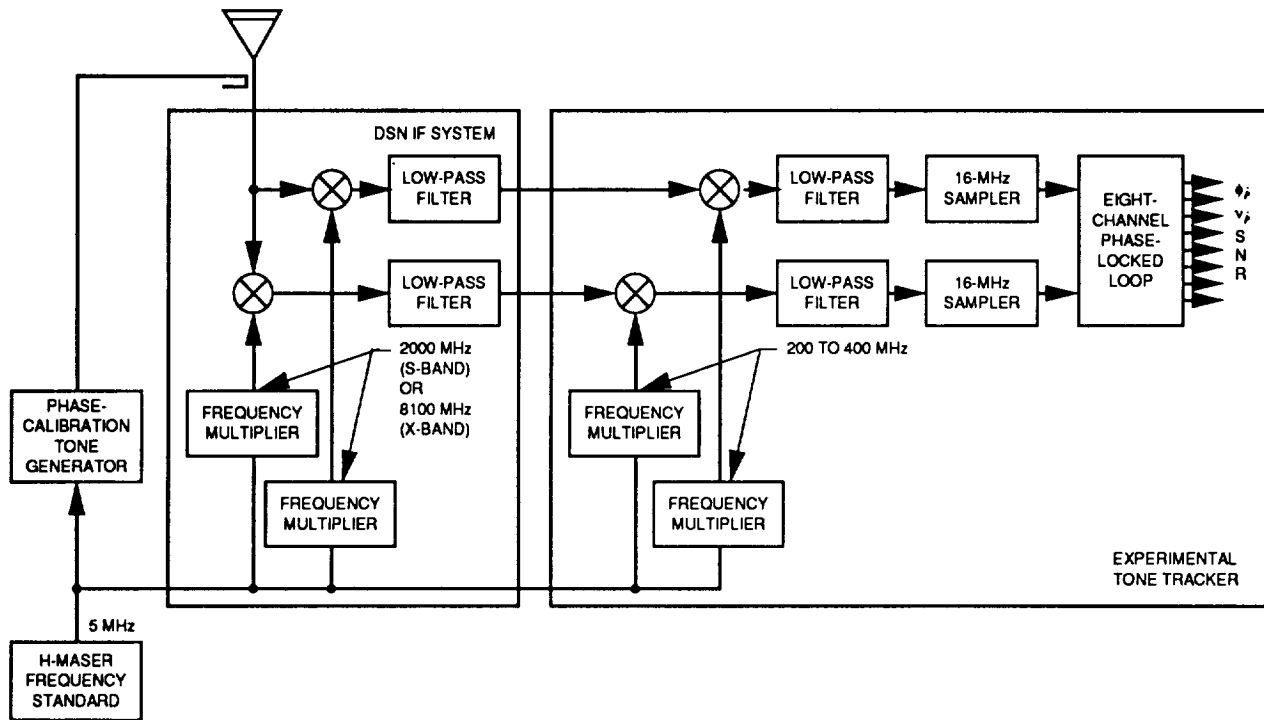 DSN IF SYSTEM
LOW-PASS
FILTER
LOW-PASS
FILTER
2000 MHz
(S-BAND)
OR
8100 MHz
(X-BAND)
FREQUENCY
MULTIPLIER
FREQUENCY
MULTIPLIER
LOW-PASS
FILTER
16-MHz
SAMPLER
LOW-PASS
FILTER
16-MHz
SAMPLER
EIGHT-
CHANNEL
PHASE-
LOCKED
LOOP
S
N
R
200 TO 400 MHz
FREQUENCY
MULTIPLIER
FREQUENCY
MULTIPLIER
EXPERIMENTAL
TONE TRACKER
PHASE-
CALIBRATION
TONE
GENERATOR
5 MHz
H-MASER
FREQUENCY
STANDARD